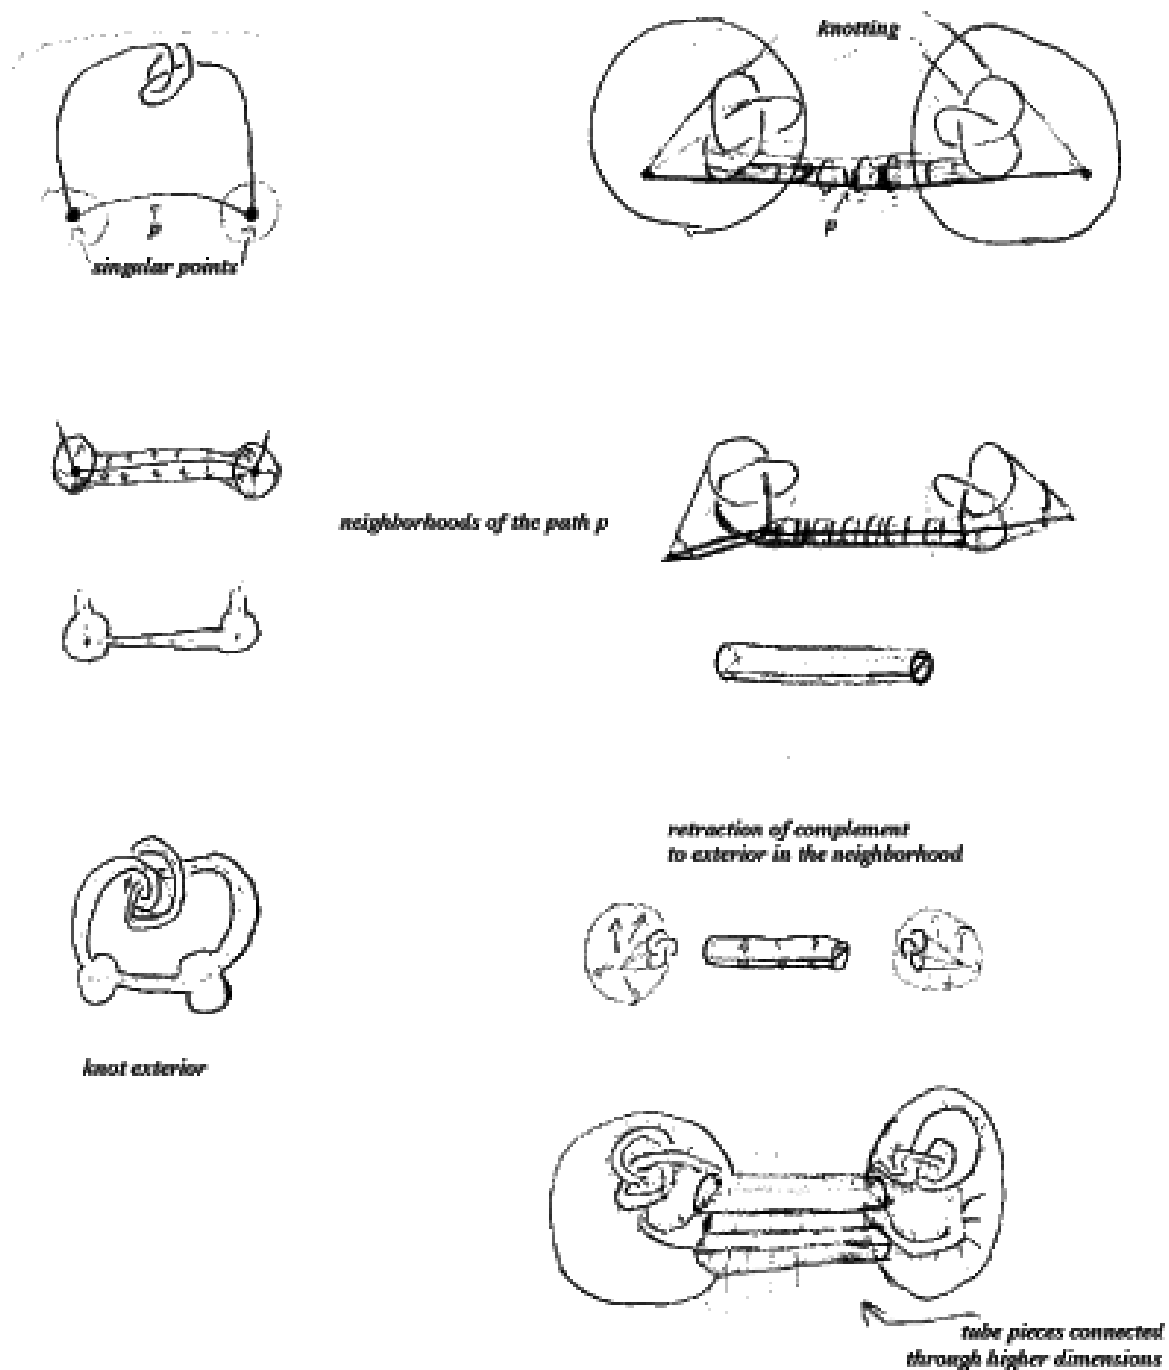 knotting
p
p
singular points
neighborhoods of the path p
retraction of complement
to exterior in the neighborhood
knot exterior
tube pieces connected
through higher dimensions